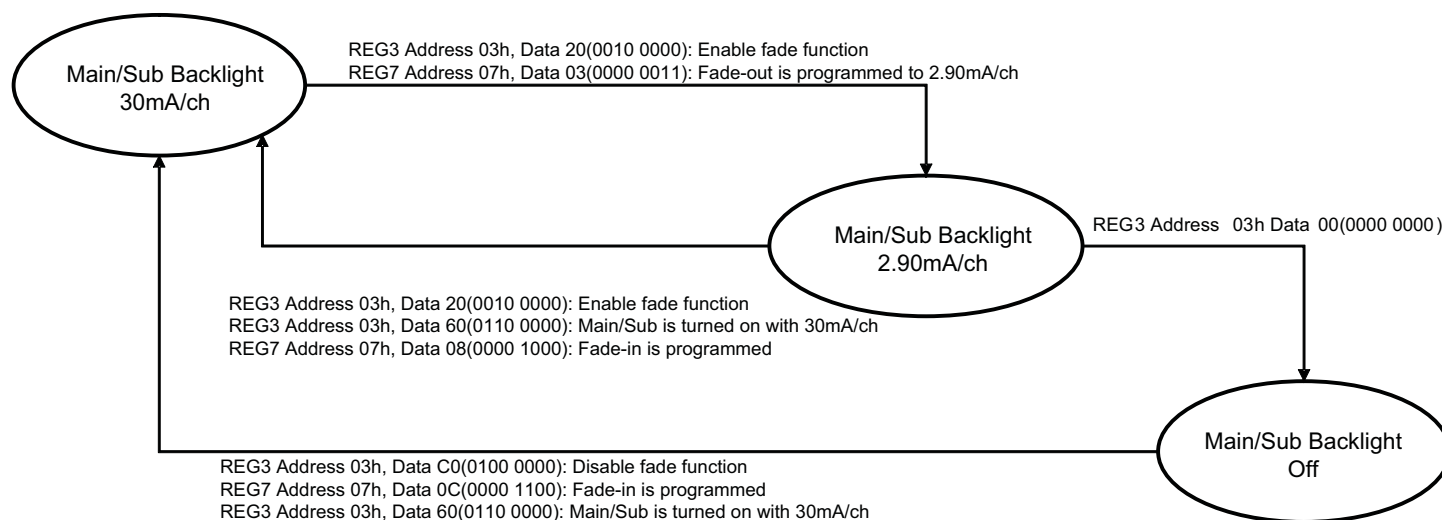 Main/Sub Backlight
30mA/ch
REG3 Address 03h, Data 20(0010 0000): Enable fade function
REG7 Address 07h, Data 03(0000 0011): Fade-out is programmed to 2.90mA/ch
Main/Sub Backlight
2.90mA/ch
REG3 Address 03h Data 00(0000 0000)
REG3 Address 03h, Data 20(0010 0000): Enable fade function
REG3 Address 03h, Data 60(0110 0000): Main/Sub is turned on with 30mA/ch
REG7 Address 07h, Data 08(0000 1000): Fade-in is programmed
Main/Sub Backlight
Off
REG3 Address 03h, Data C0(0100 0000): Disable fade function
REG7 Address 07h, Data 0C(0000 1100): Fade-in is programmed
REG3 Address 03h, Data 60(0110 0000): Main/Sub is turned on with 30mA/ch